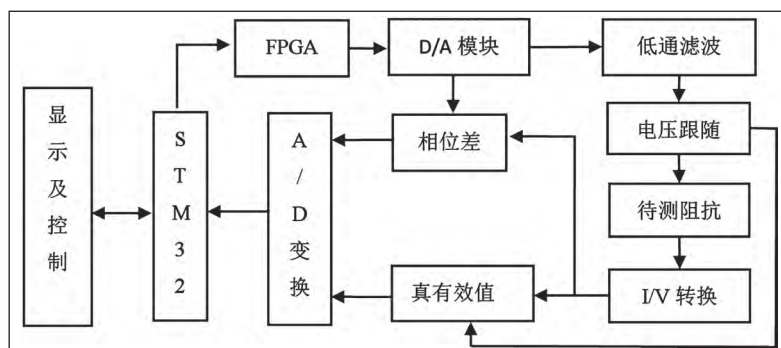 FPGA
D/A 模块
低通滤波
显示及控制
STM32
A/D变换
相位差
电压跟随
待测阻抗
真有效值
I/V 转换